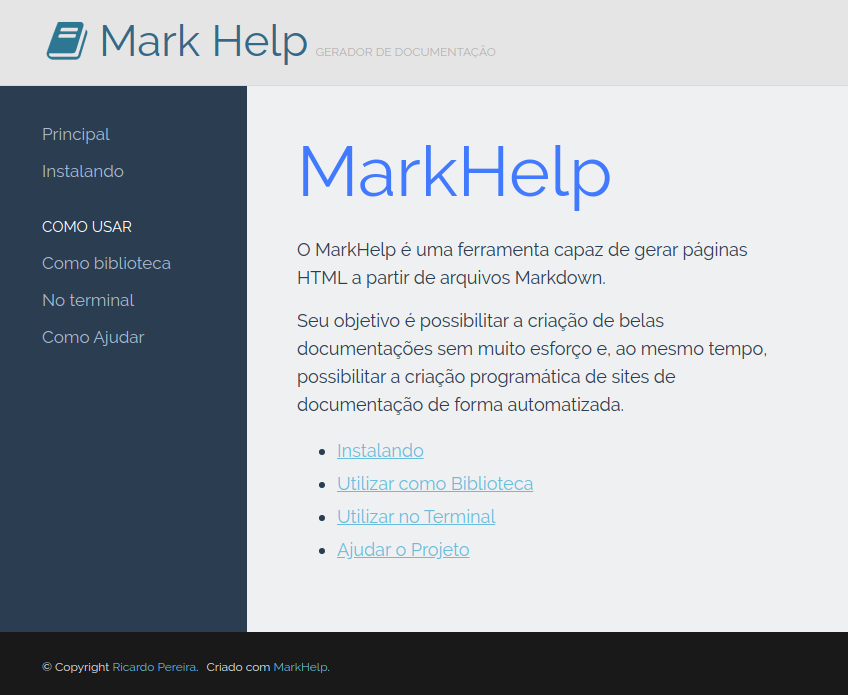 Mark Help GERADOR DE DOCUMENTAÇÃO
Principal
Instalando
COMO USAR
Como biblioteca
No terminal
Como Ajudar
MarkHelp
O MarkHelp é uma ferramenta capaz de gerar páginas
HTML a partir de arquivos Markdown.
Seu objetivo é possibilitar a criação de belas
documentações sem muito esforço e, ao mesmo tempo,
possibilitar a criação programática de sites de
documentação de forma automatizada.
Instalando
Utilizar como Biblioteca
Utilizar no Terminal
Ajudar o Projeto
© Copyright Ricardo Pereira. Criado com MarkHelp.